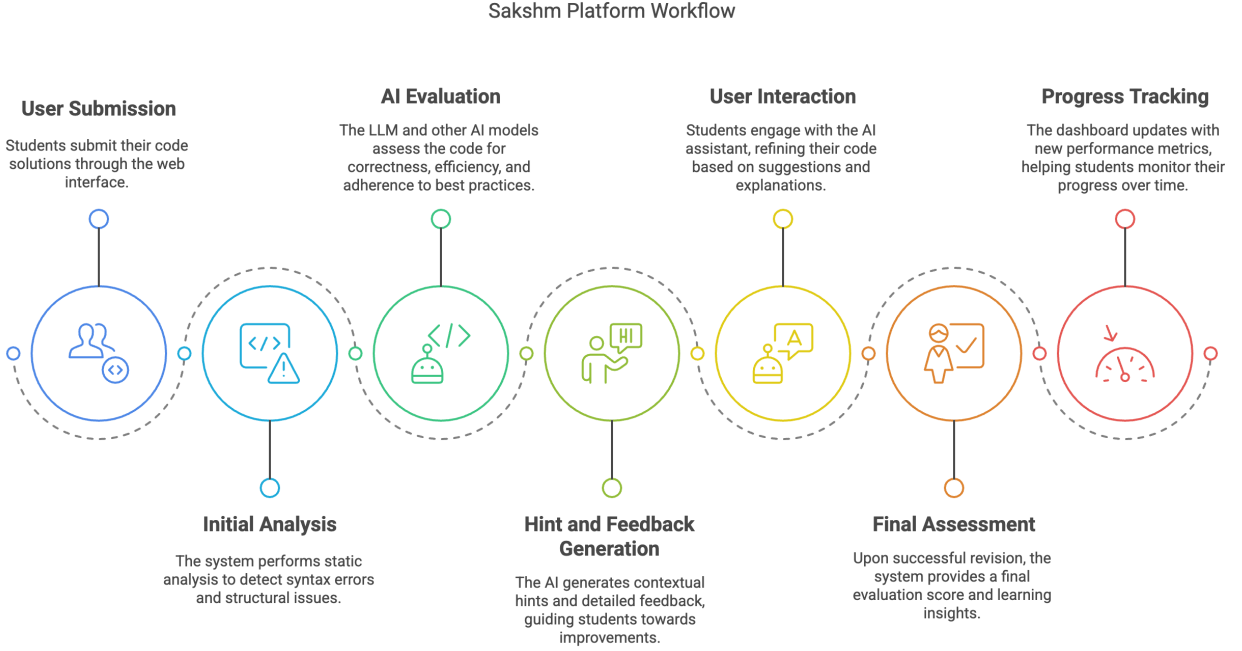 Sakshm Platform Workflow
User Submission
Students submit their code
solutions through the web
interface.
</>
Initial Analysis
The system performs static
analysis to detect syntax errors
and structural issues.
AI Evaluation
The LLM and other AI models
assess the code for
correctness, efficiency, and
adherence to best practices.
</>
HI
Hint and Feedback
Generation
The AI generates contextual
hints and detailed feedback,
guiding students towards
improvements.
User Interaction
Students engage with the AI
assistant, refining their code
based on suggestions and
explanations.
A
Final Assessment
Upon successful revision, the
system provides a final
evaluation score and learning
insights.
Progress Tracking
The dashboard updates with
new performance metrics,
helping students monitor their
progress over time.